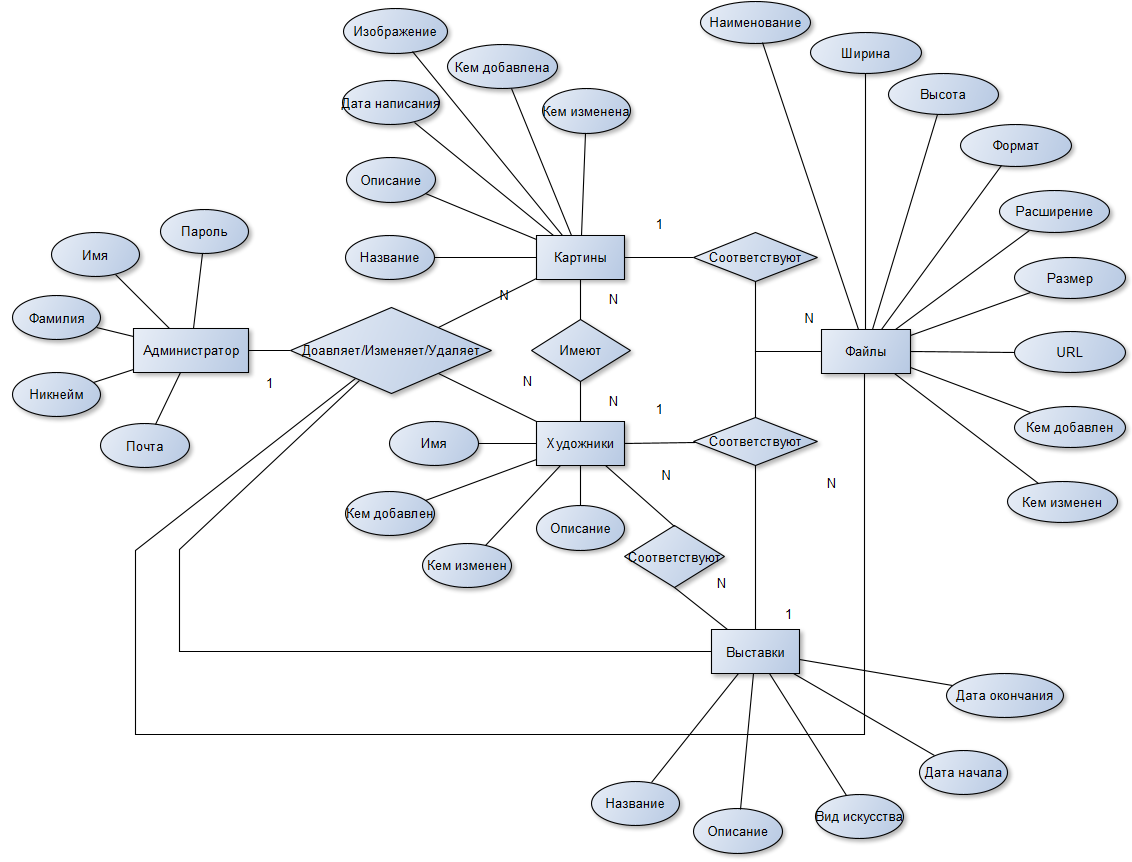 Наименование
Изображение
Ширина
Кем добавлена
Высота
Дата написания
Кем изменена
Формат
Описание
Расширение
1
Пароль
Имя
Название
Картины
Соответствуют
Размер
N
N
Фамилия
N
Администратор
Доавляет/Изменяет/Удаляет
Имеют
Файлы
URL
1
N
Никнейм
N
1
Кем добавлен
Почта
Имя
Художники
Соответствуют
N
N
Кем изменен
Кем добавлен
Описание
Соответствуют
Кем изменен
N
1
Выставки
Дата окончания
Дата начала
Название
Вид искусства
Описание